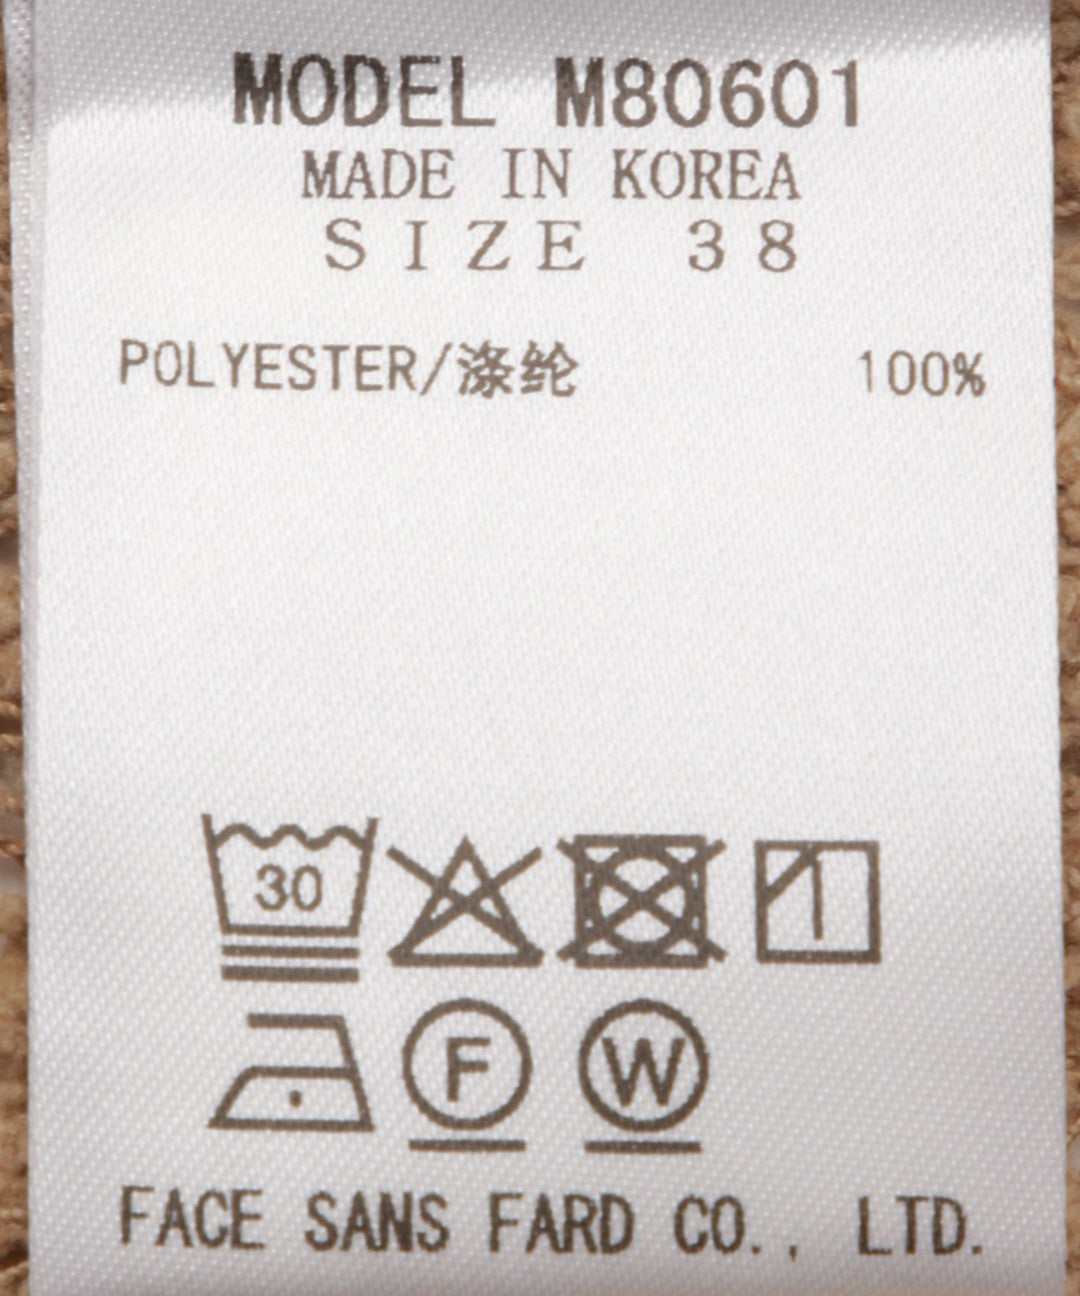 MODEL M80601
MADE IN KOREA
SIZE 38
POLYESTER/涤纶 100%
30
F W
FACE SANS FARD CO., LTD.